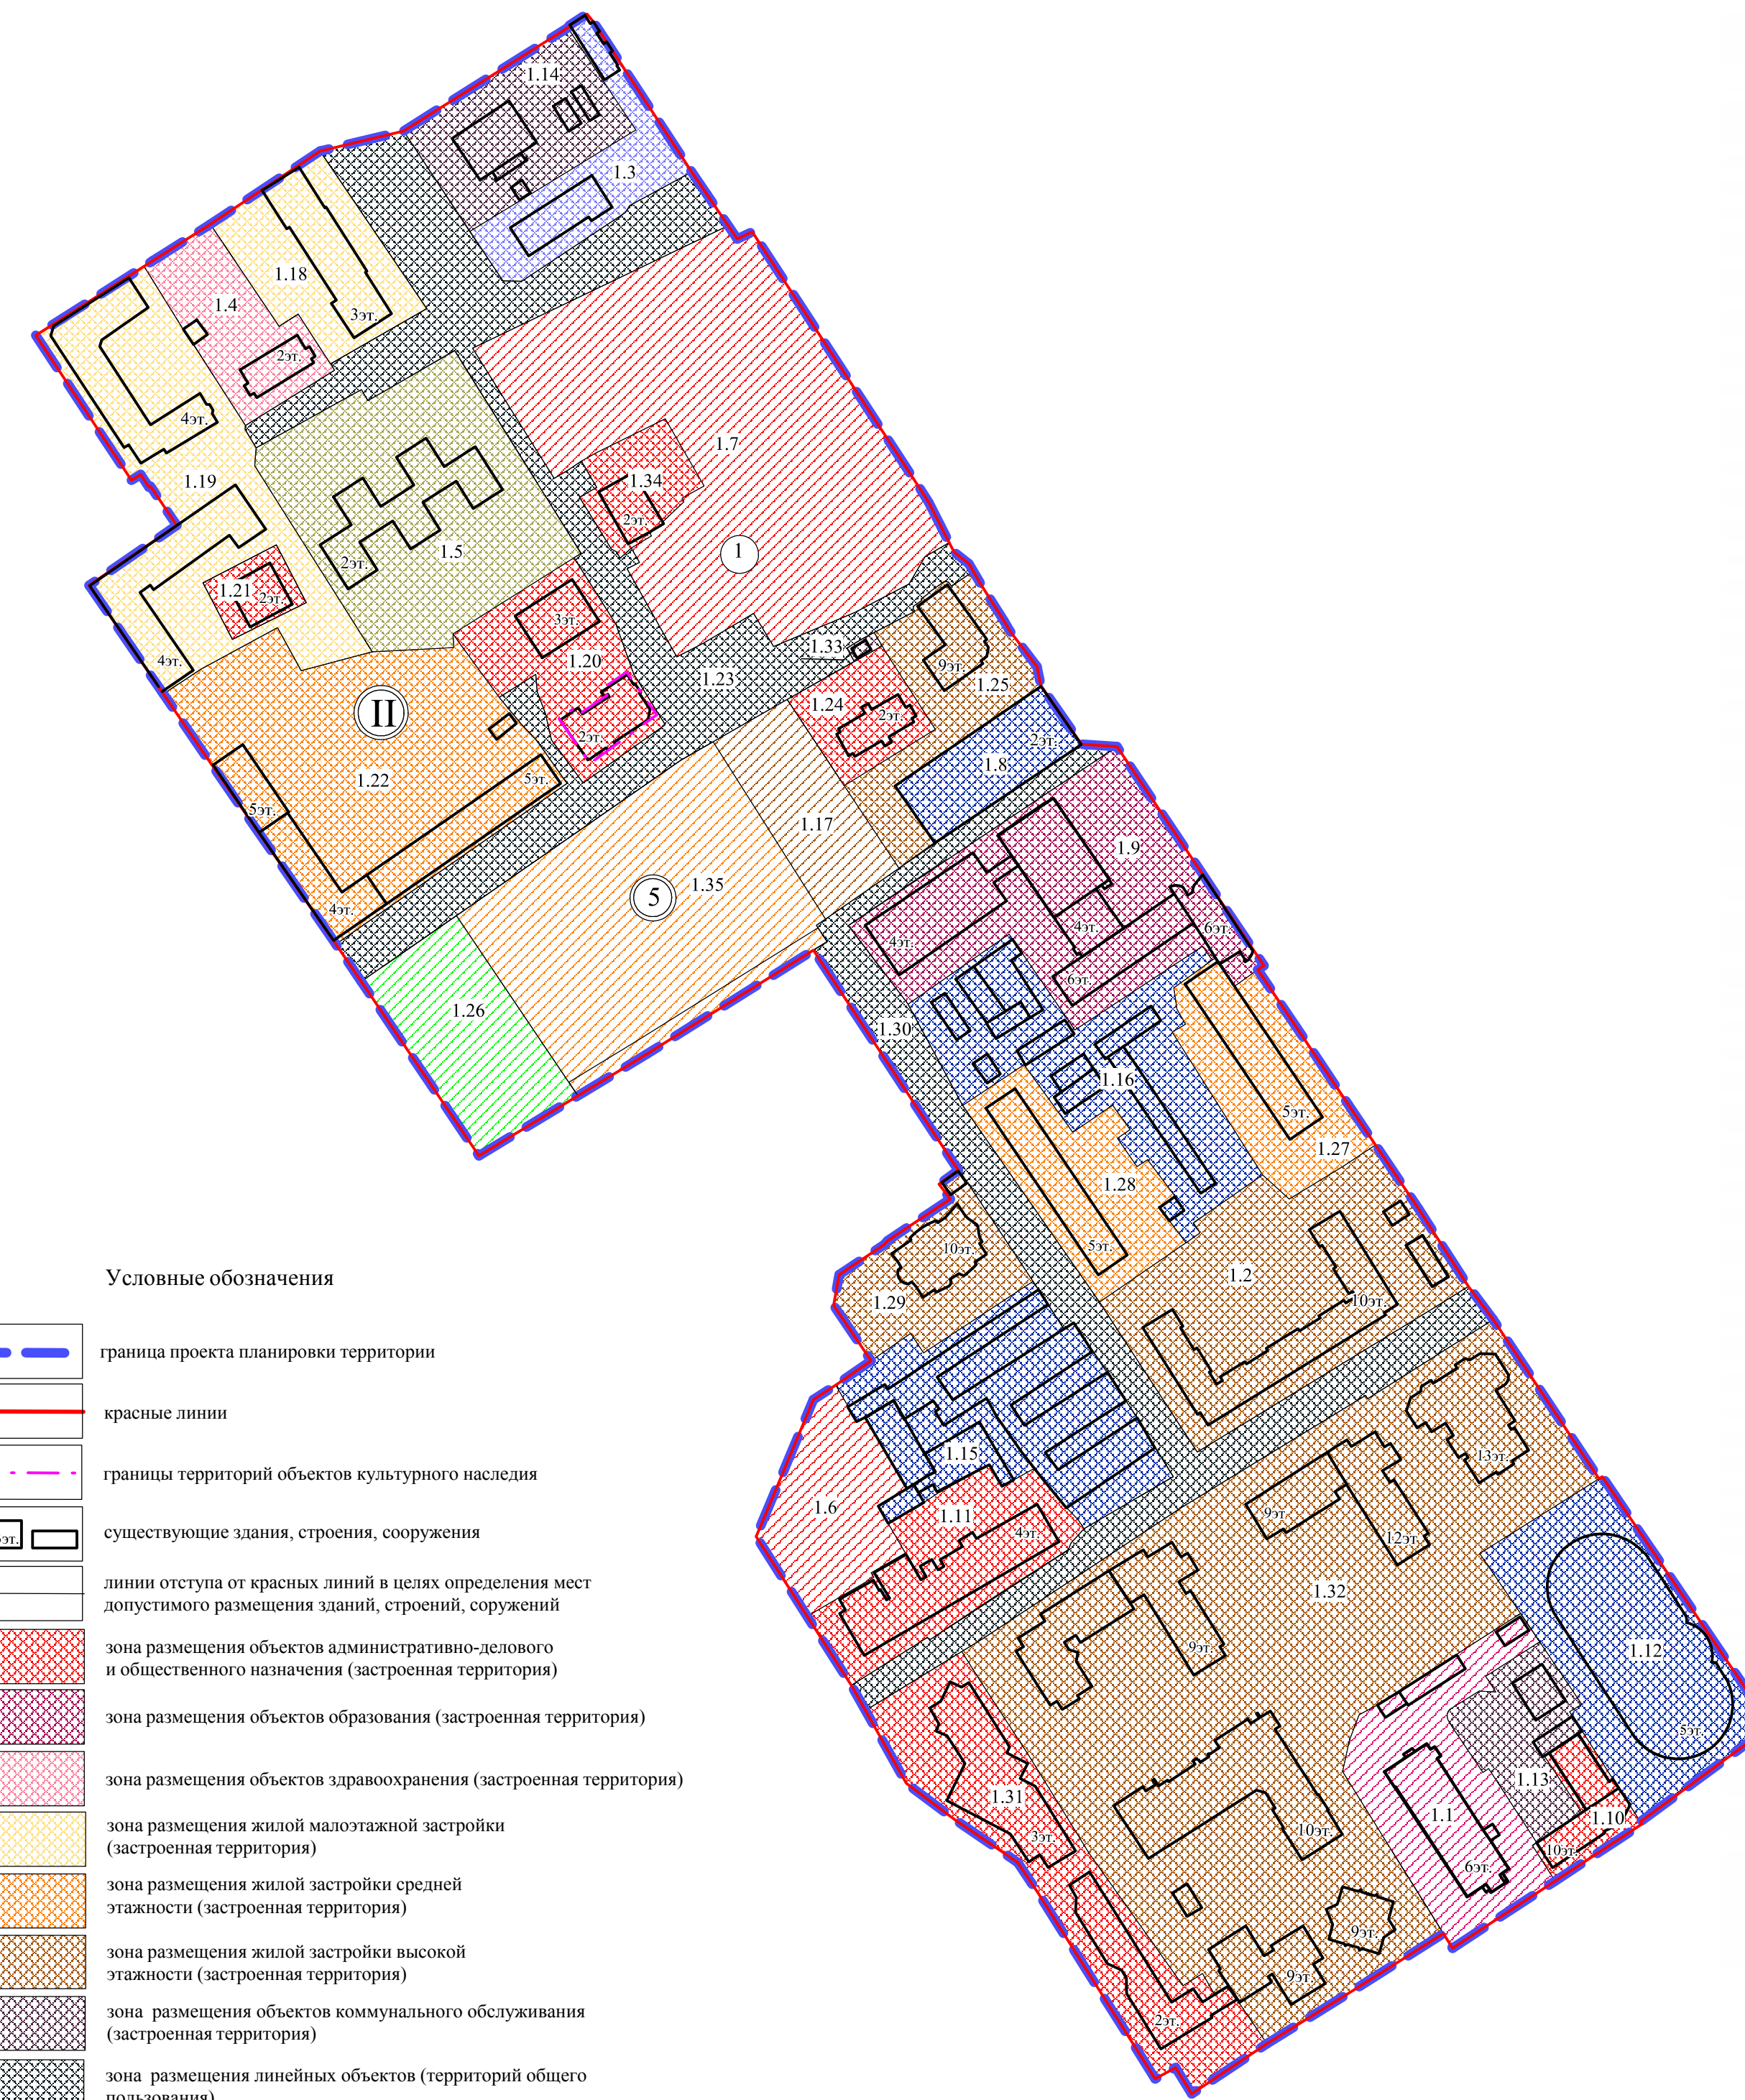 1.14
1.3
1.18
3эт.
1.4
2эт.
4эт.
1.19
1.7
1.34
2эт.
1
1.5
2эт.
1.21
2эт.
4эт.
3эт.
1.20
2эт.
1.33
1.23
9эт.
1.25
1.24
2эт.
II
1.22
5эт.
5эт.
4эт.
2эт.
1.8
1.17
1.35
5
1.9
4эт.
4эт.
6эт.
6эт.
1.26
1.30
1.16
5эт.
1.27
1.28
5эт.
10эт.
1.29
1.2
10эт.
1.15
1.6
1.11
4эт.
13эт.
9эт.
12эт.
1.32
9эт.
1.12
5эт.
1.31
3эт.
10эт.
1.1
6эт.
1.13
1.10
10эт.
9эт.
9эт.
2эт.
Условные обозначения
граница проекта планировки территории
красные линии
границы территорий объектов культурного наследия
эт.
существующие здания, строения, сооружения
линии отступа от красных линий в целях определения мест
допустимого размещения зданий, строений, соружений
зона размещения объектов административно-делового
и общественного назначения (застроенная территория)
зона размещения объектов образования (застроенная территория)
зона размещения объектов здравоохранения (застроенная территория)
зона размещения жилой малоэтажной застройки
(застроенная территория)
зона размещения жилой застройки средней
этажности (застроенная территория)
зона размещения жилой застройки высокой
этажности (застроенная территория)
зона размещения объектов коммунального обслуживания
(застроенная территория)
зона размещения линейных объектов (территорий общего
пользования)